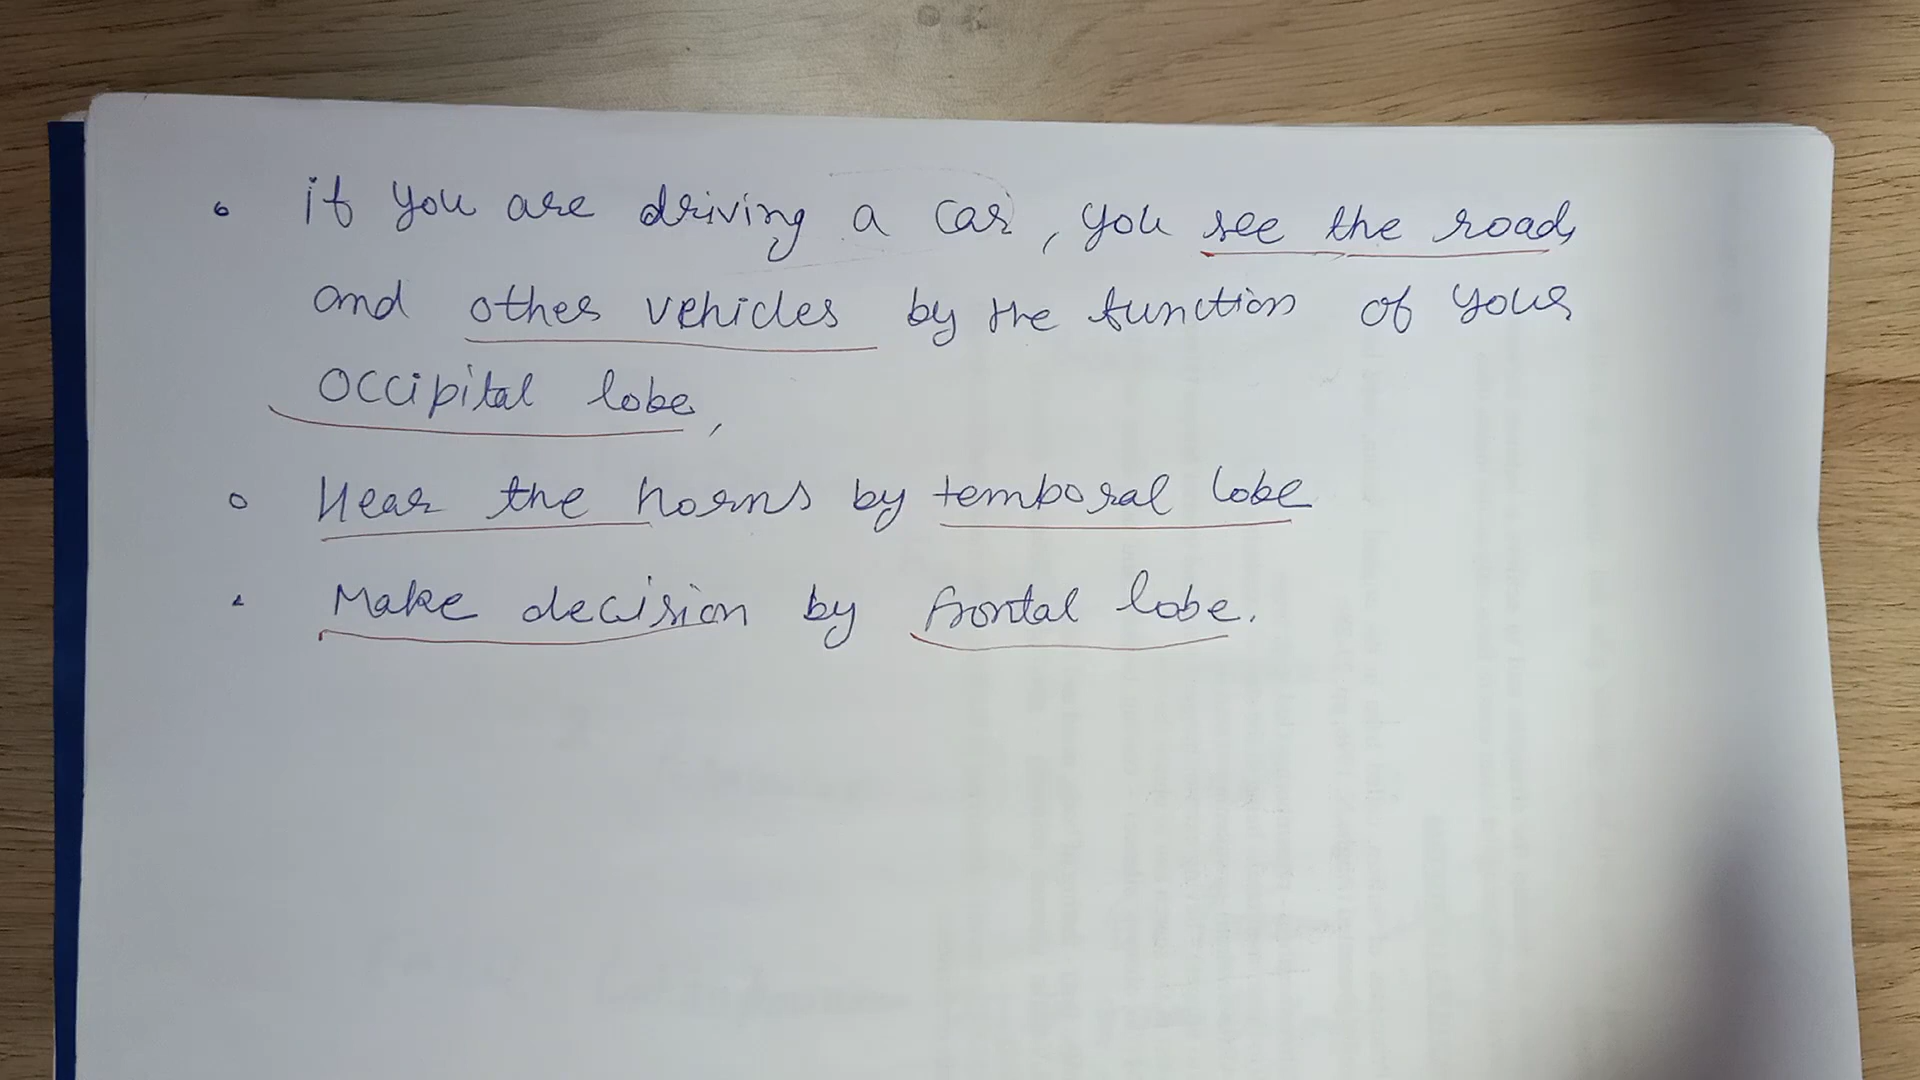 • if you are driving a car, you see the road,
and other vehicles by the function of your
occipital lobe,
• Hear the horns by temporal lobe
• Make decision by frontal lobe.